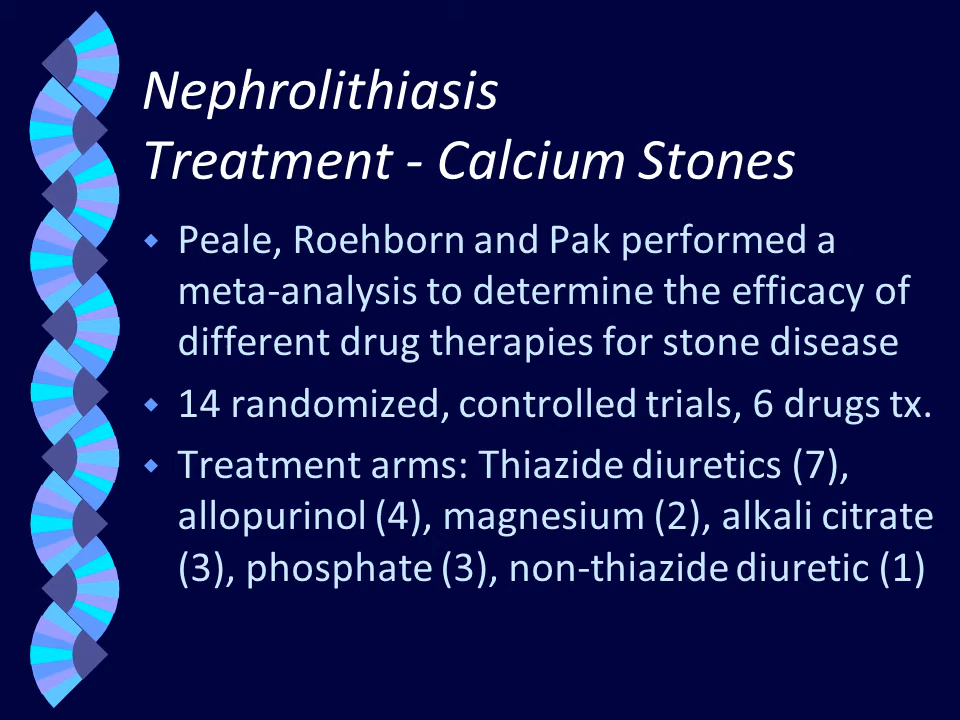 Nephrolithiasis
Treatment - Calcium Stones
Peale, Roehborn and Pak performed a
meta-analysis to determine the efficacy of
different drug therapies for stone disease
14 randomized, controlled trials, 6 drugs tx.
Treatment arms: Thiazide diuretics (7),
allopurinol (4), magnesium (2), alkali citrate
(3), phosphate (3), non-thiazide diuretic (1)